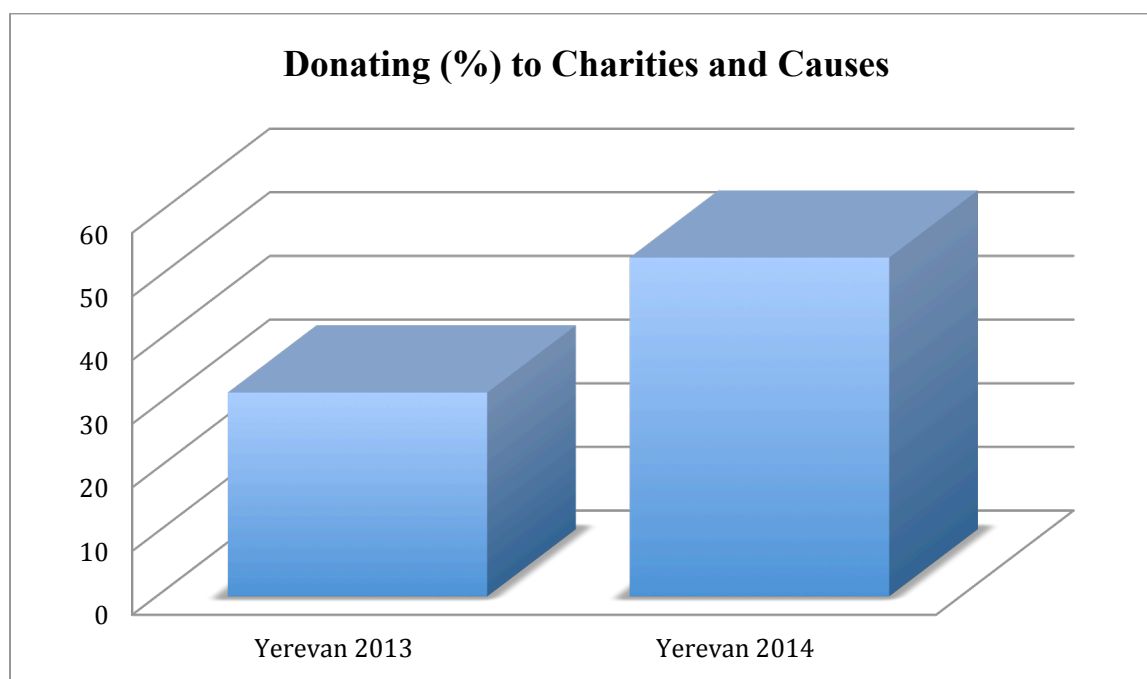 Donating (%) to Charities and Causes
60
50
40
30
20
10
0
Yerevan 2013
Yerevan 2014